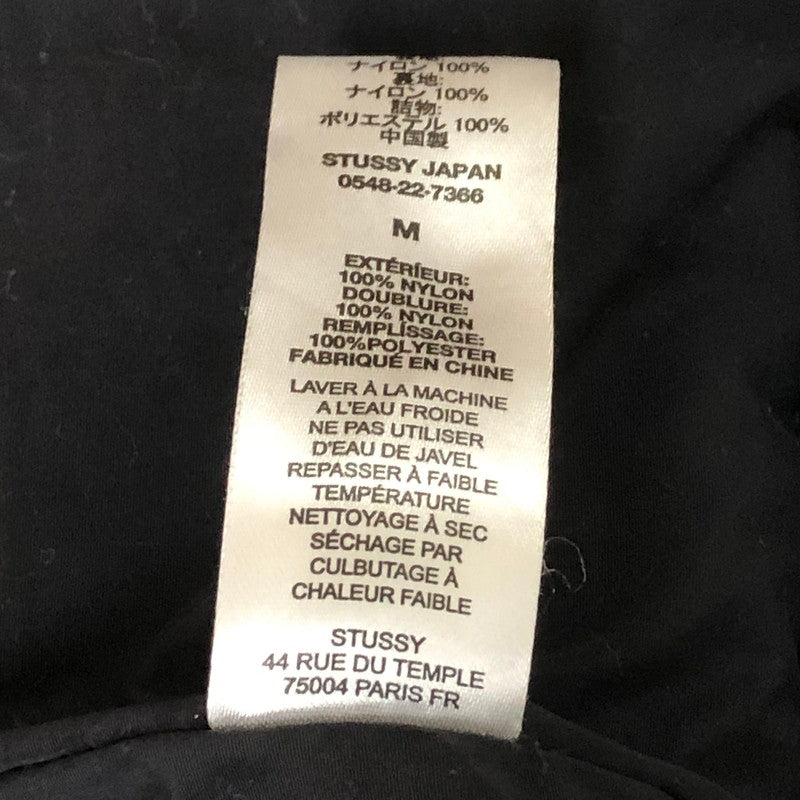 ナイロン 100%
裏地:
ナイロン 100%
詰物:
ポリエステル 100%
中国製
STUSSY JAPAN
0548-22-7366
M
EXTÉRÍEUR:
100% NYLON
DOUBLURE:
100% NYLON
REMPLÍSSAGE:
100%POLYESTER
FABRIQUÉ EN CHINE
LAVER À LA MACHINE
A L'EAU FROIDE
NE PAS UTILISER
D'EAU DE JAVEL
REPASSER À FAIBLE
TEMPÉRATURE
NETTOYAGE À SEC
SÉCHAGE PAR
CULBUTAGE À
CHALEUR FAIBLE
STUSSY
44 RUE DU TEMPLE
75004 PARIS FR